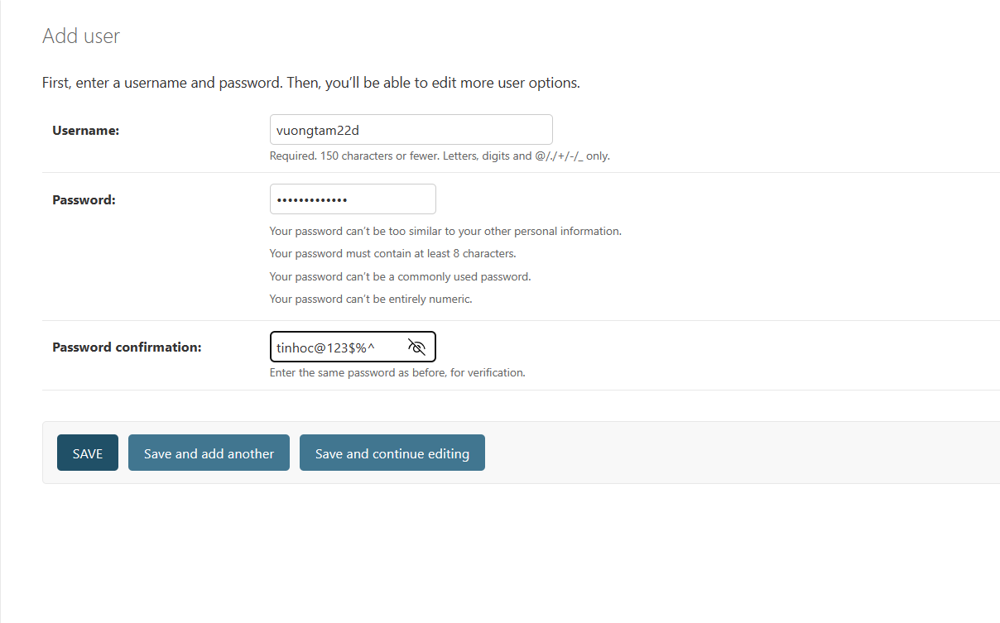 Add user
First, enter a username and password. Then, you’ll be able to edit more user options.
Username:
vuongtam22d
Required. 150 characters or fewer. Letters, digits and @/./+/-/_ only.
Password:
•••••••••••••
Your password can’t be too similar to your other personal information.
Your password must contain at least 8 characters.
Your password can’t be a commonly used password.
Your password can’t be entirely numeric.
Password confirmation:
tinhoc@123$%^
Enter the same password as before, for verification.
SAVE Save and add another Save and continue editing